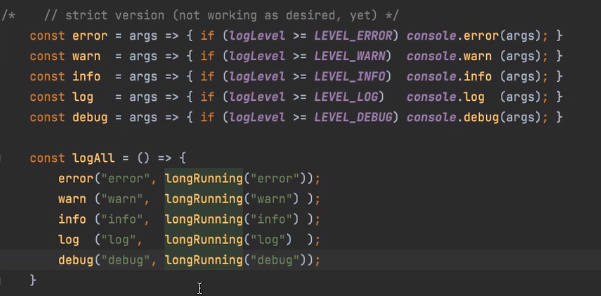 /*    // strict version (not working as desired, yet) */
const error = args => { if (logLevel >= LEVEL_ERROR) console.error(args); }
const warn  = args => { if (logLevel >= LEVEL_WARN)  console.warn (args); }
const info  = args => { if (logLevel >= LEVEL_INFO)  console.info (args); }
const log   = args => { if (logLevel >= LEVEL_LOG)   console.log  (args); }
const debug = args => { if (logLevel >= LEVEL_DEBUG) console.debug(args); }
const logAll = () => {
error("error", longRunning("error"));
warn ("warn",  longRunning("warn") );
info ("info",  longRunning("info") );
log  ("log",   longRunning("log")  );
debug("debug", longRunning("debug"));
}